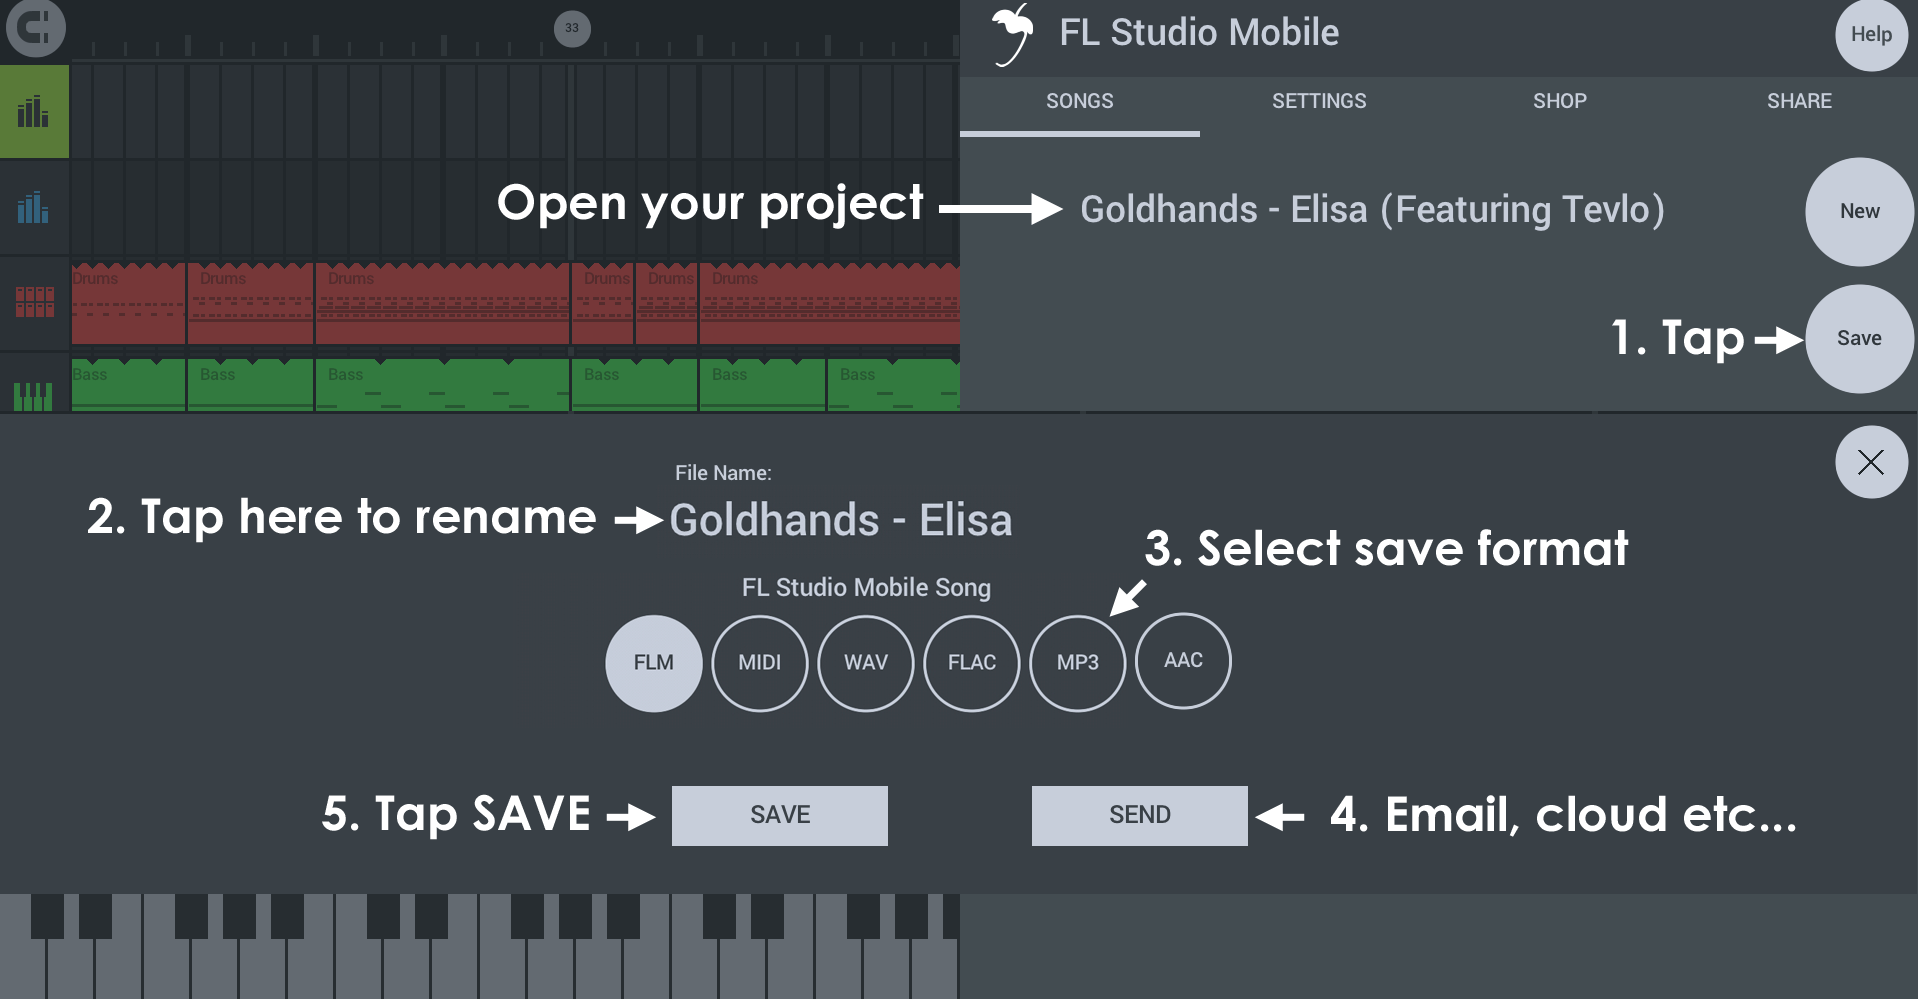 33
FL Studio Mobile
Help
SONGS
SETTINGS
SHOP
SHARE
Open your project
Goldhands - Elisa (Featuring Tevlo)
New
Drums
Drums
Drums
Drums
Drums
Drums
1. Tap
Save
Bass
Bass
Bass
Bass
Bass
Bass
File Name:
2. Tap here to rename
Goldhands - Elisa
3. Select save format
FL Studio Mobile Song
FLM
MIDI
WAV
FLAC
MP3
AAC
5. Tap SAVE
SAVE
SEND
4. Email, cloud etc...